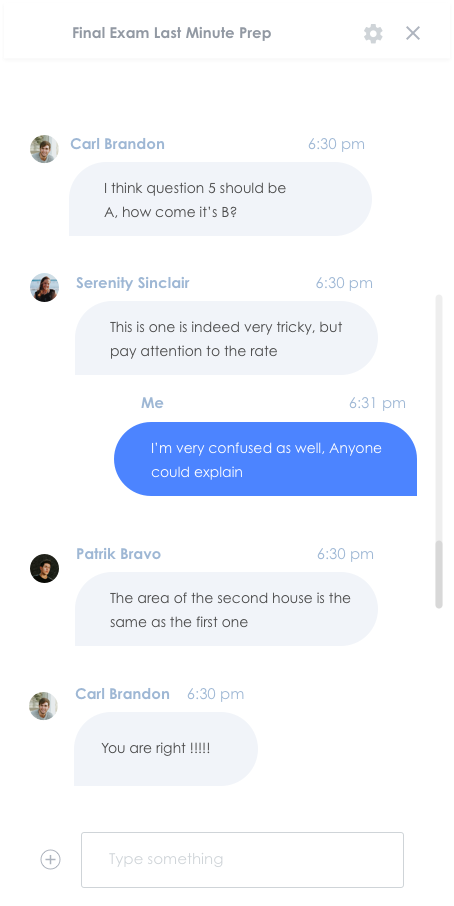 Final Exam Last Minute Prep
Carl Brandon 6:30 pm
I think question 5 should be
A, how come it’s B?
Serenity Sinclair 6:30 pm
This is one is indeed very tricky, but
pay attention to the rate
Me 6:31 pm
I’m very confused as well, Anyone
could explain
Patrik Bravo 6:30 pm
The area of the second house is the
same as the first one
Carl Brandon 6:30 pm
You are right !!!!!
Type something